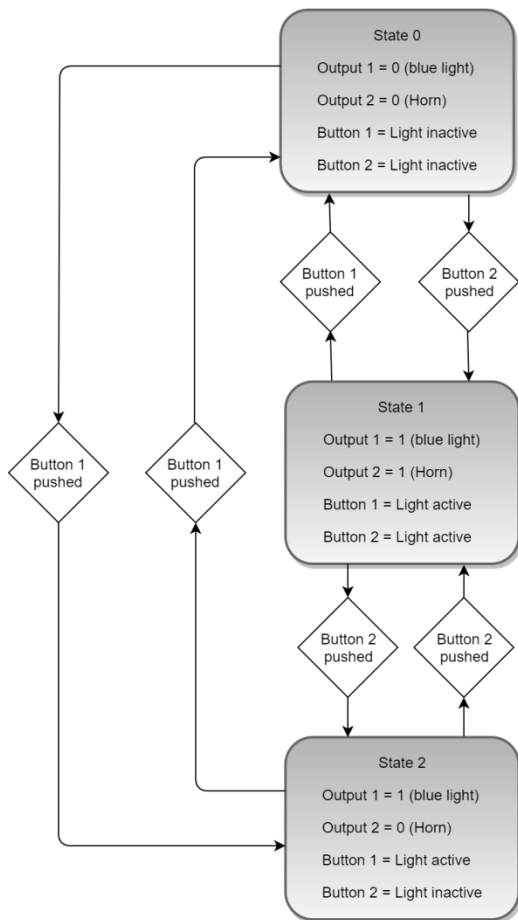 State 0
Output 1 = 0 (blue light)
Output 2 = 0 (Horn)
Button 1 = Light inactive
Button 2 = Light inactive
Button 1
pushed
Button 2
pushed
State 1
Output 1 = 1 (blue light)
Output 2 = 1 (Horn)
Button 1 = Light active
Button 2 = Light active
Button 1
pushed
Button 1
pushed
Button 2
pushed
Button 2
pushed
State 2
Output 1 = 1 (blue light)
Output 2 = 0 (Horn)
Button 1 = Light active
Button 2 = Light inactive